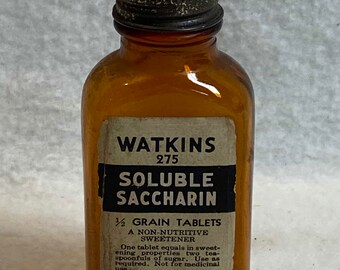 WATKINS
275
SOLUBLE
SACCHARIN
½ GRAIN TABLETS
A NON-NUTRITIVE
SWEETENER
One tablet equals in sweet-
ening properties two tea-
spoonfuls of sugar. Use as
required. Not for medicinal